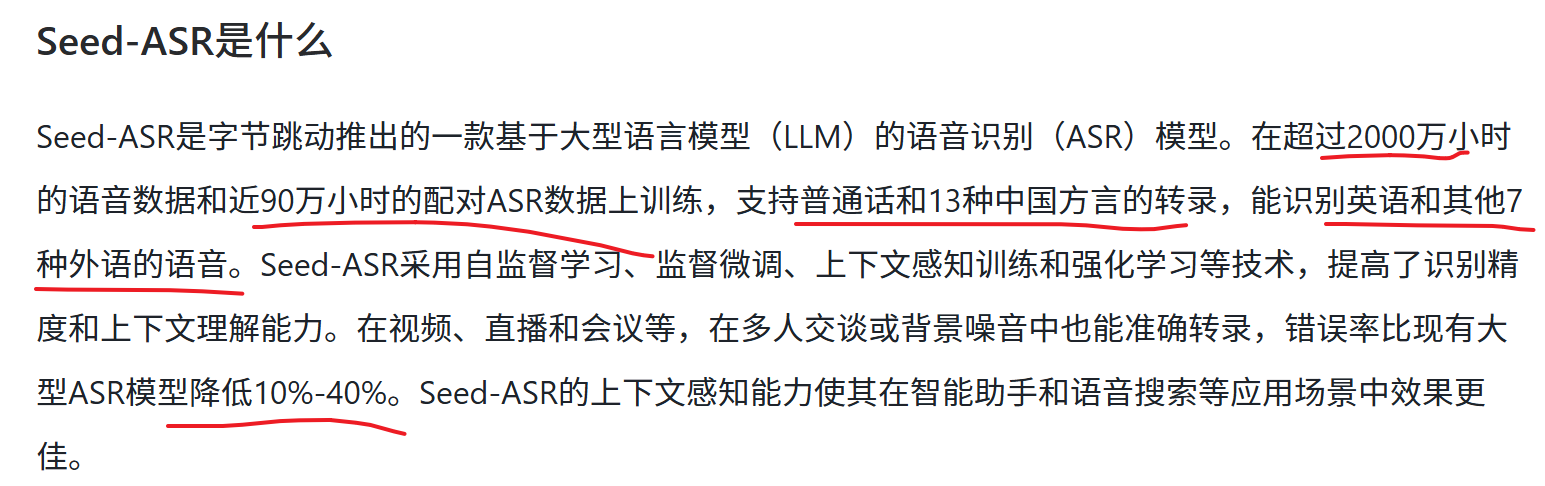 Seed-ASR是什么
Seed-ASR是字节跳动推出的一款基于大型语言模型（LLM）的语音识别（ASR）模型。在超过2000万小时
的语音数据和近90万小时的配对ASR数据上训练，支持普通话和13种中国方言的转录，能识别英语和其他7
种外语的语音。Seed-ASR采用自监督学习、监督微调、上下文感知训练和强化学习等技术，提高了识别精
度和上下文理解能力。在视频、直播和会议等，在多人交谈或背景噪音中也能准确转录，错误率比现有大
型ASR模型降低10%-40%。Seed-ASR的上下文感知能力使其在智能助手和语音搜索等应用场景中效果更
佳。